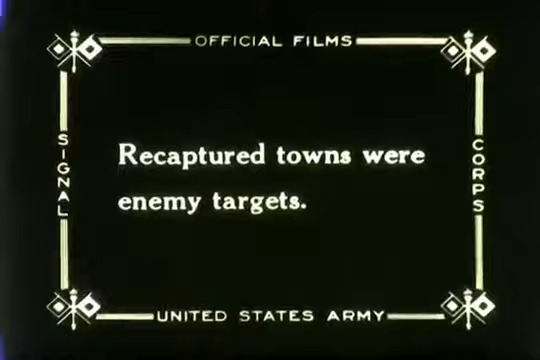 OFFICIAL FILMS
SIGNAL
CORPS
Recaptured towns were
enemy targets.
UNITED STATES ARMY